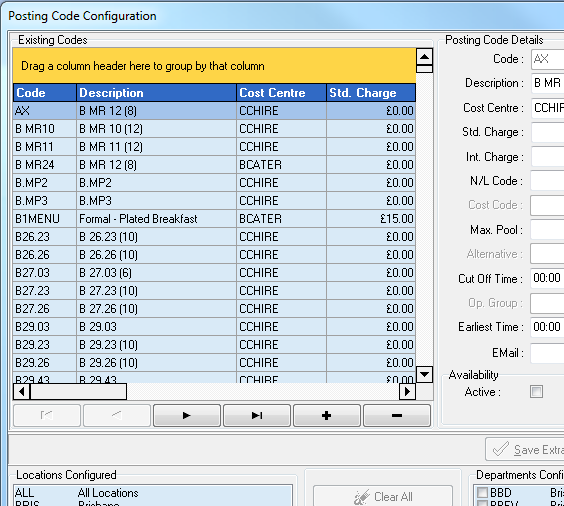 Posting Code Configuration
Existing Codes
Drag a column header here to group by that column
Code Description Cost Centre Std. Charge
AX B MR 12 (8) CCHIRE £0.00
B MR10 B MR 10 (12) CCHIRE £0.00
B MR11 B MR 11 (12) CCHIRE £0.00
B MR24 B MR 12 (8) BCATER £0.00
B.MP2 B.MP2 CCHIRE £0.00
B.MP3 B.MP3 CCHIRE £0.00
B1MENU Formal - Plated Breakfast BCATER £15.00
B26.23 B 26.23 (10) CCHIRE £0.00
B26.26 B 26.26 (10) CCHIRE £0.00
B27.03 B 27.03 (6) CCHIRE £0.00
B27.23 B 27.23 (10) CCHIRE £0.00
B27.26 B 27.26 (10) CCHIRE £0.00
B29.03 B 29.03 CCHIRE £0.00
B29.23 B 29.23 (10) CCHIRE £0.00
B29.26 B 29.26 (10) CCHIRE £0.00
B29.43 B 29.43 CCHIRE £0.00
Posting Code Details
Code : AX
Description : B MR
Cost Centre : CCHIR
Std. Charge :
Int. Charge :
N/L Code :
Cost Code :
Max. Pool :
Alternative :
Cut Off Time : 00:00
Op. Group :
Earliest Time : 00:00
EMail :
Availability
Active :
Save Extra
Locations Configured
ALL All Locations
BRIS Brisbane
Clear All
Departments Confi
BBD Bri
BBEV Bri